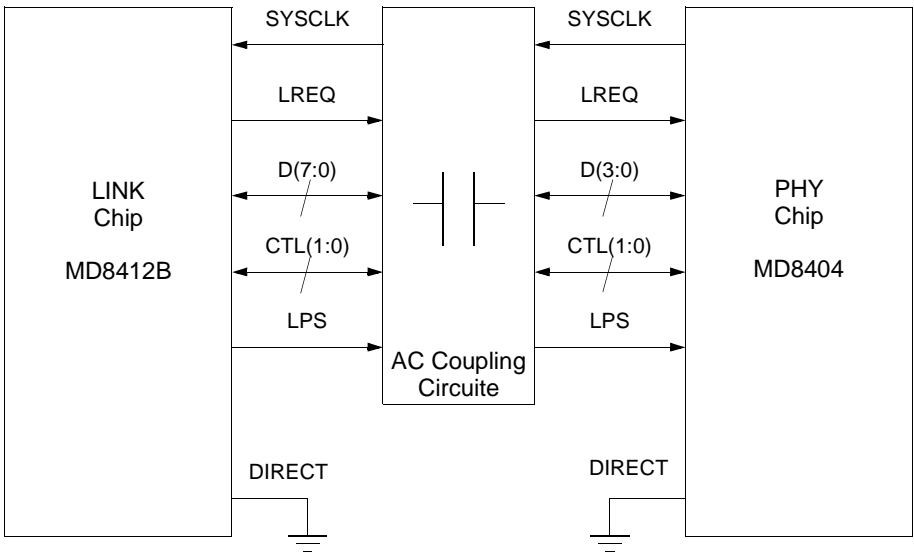 SYSCLK
SYSCLK
LREQ
LREQ
D(7:0)
D(3:0)
LINK
Chip
MD8412B
PHY
Chip
MD8404
CTL(1:0)
CTL(1:0)
LPS
LPS
AC Coupling
Circuite
DIRECT
DIRECT